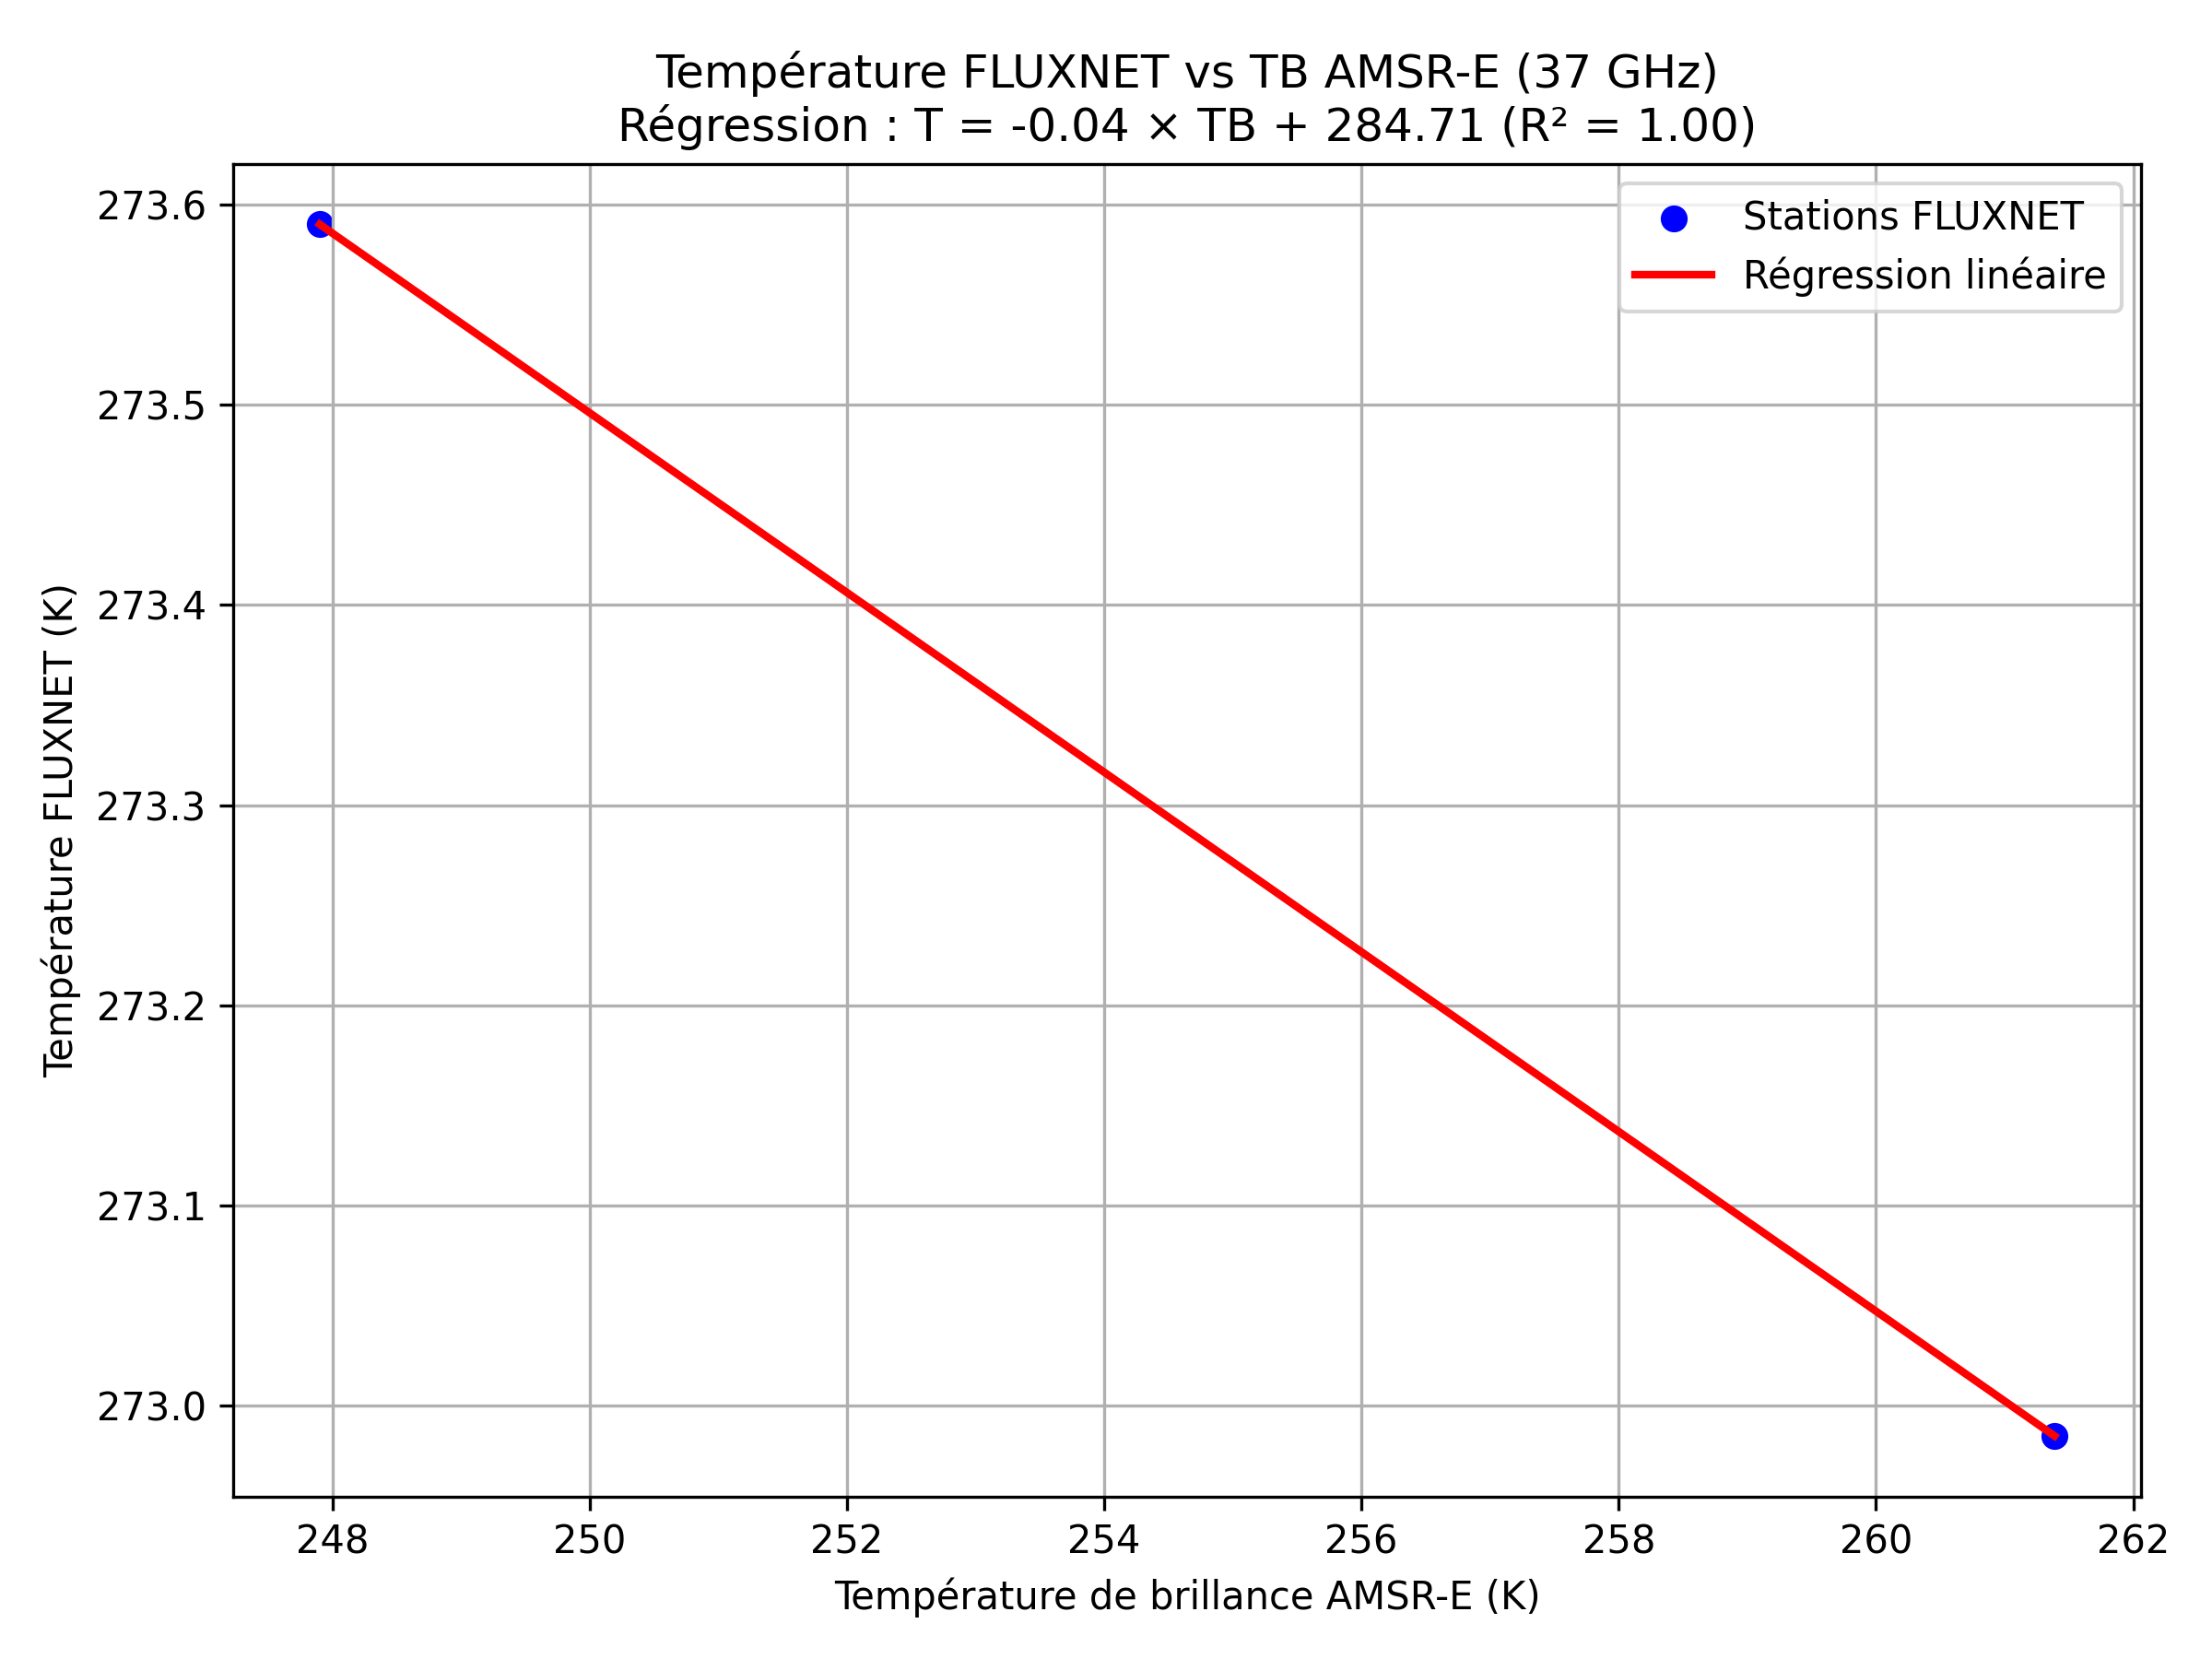 Température FLUXNET vs TB AMSR-E (37 GHz)
Régression : T = -0.04 × TB + 284.71 (R² = 1.00)
Stations FLUXNET
Régression linéaire
Température FLUXNET (K)
273.6
273.5
273.4
273.3
273.2
273.1
273.0
248 250 252 254 256 258 260 262
Température de brillance AMSR-E (K)